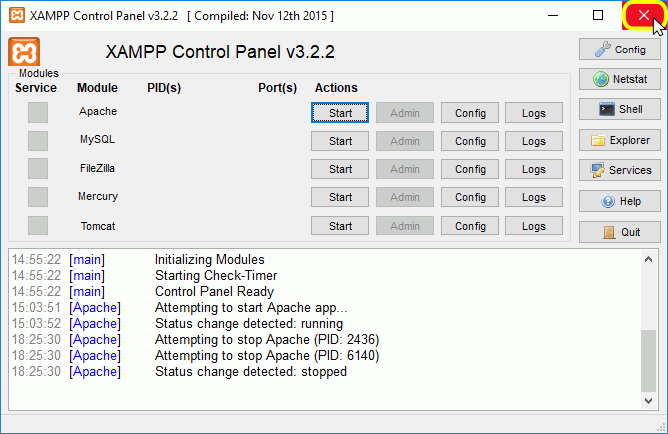 XAMPP Control Panel v3.2.2 [ Compiled: Nov 12th 2015 ]
XAMPP Control Panel v3.2.2
Config
Modules
Service Module PID(s) Port(s) Actions
Netstat
Apache Start Admin Config Logs
Shell
MySQL Start Admin Config Logs
Explorer
FileZilla Start Admin Config Logs
Services
Mercury Start Admin Config Logs
Help
Tomcat Start Admin Config Logs
Quit
14:55:22 [main] Initializing Modules
14:55:22 [main] Starting Check-Timer
14:55:22 [main] Control Panel Ready
15:03:51 [Apache] Attempting to start Apache app...
15:03:52 [Apache] Status change detected: running
18:25:30 [Apache] Attempting to stop Apache (PID: 2436)
18:25:30 [Apache] Attempting to stop Apache (PID: 6140)
18:25:30 [Apache] Status change detected: stopped